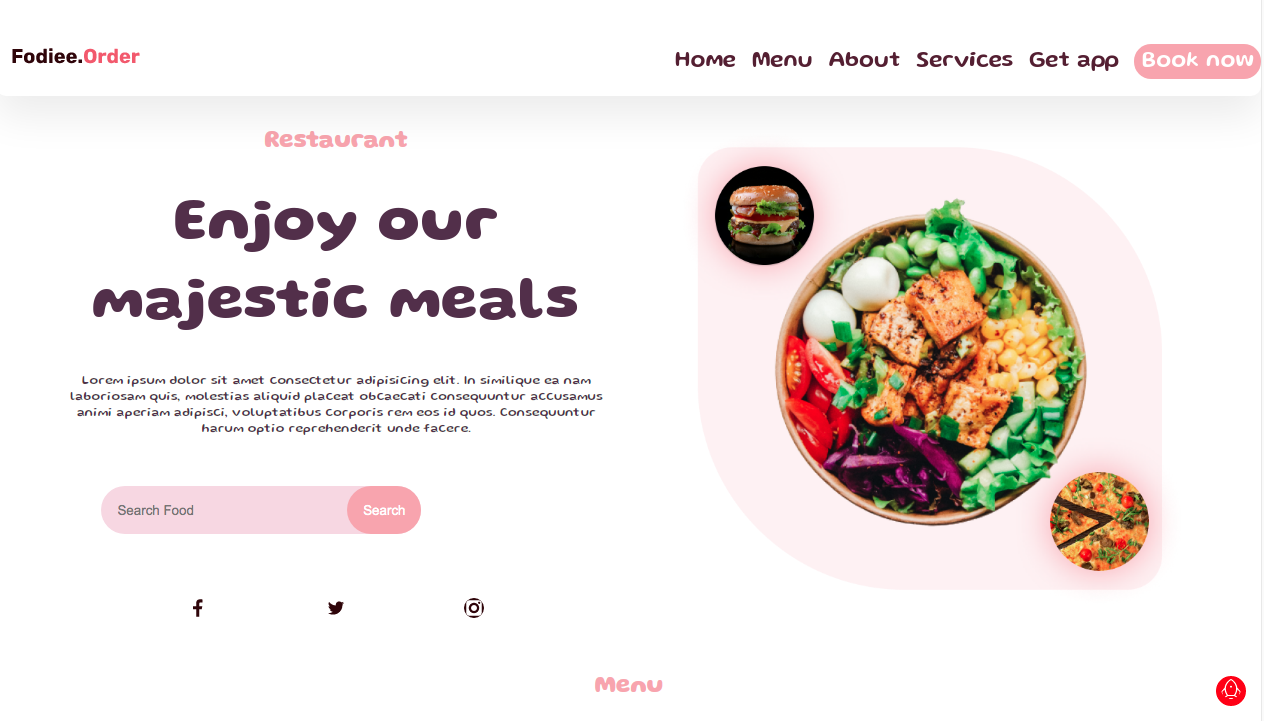 Fodiee.Order
Home Menu About Services Get app Book now
Restaurant
Enjoy our
majestic meals
Lorem ipsum dolor sit amet Consectetur adipisicing elit. In similique ea nam
laboriosam quis, molestias aliquid placeat obcaecati Consequuntur accusamus
animi aperiam adipisci, voluptatibus Corporis rem eos id quos. Consequuntur
harum optio reprehenderit unde facere.
Search Food
Search
Menu